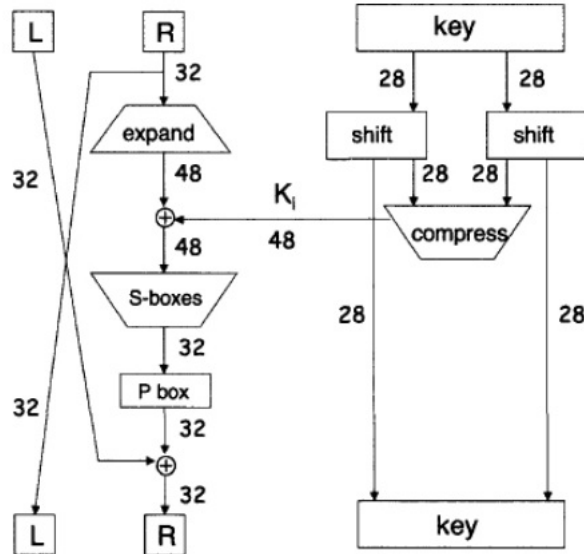 L R key
32 28 28
expand shift shift
32 48 28 28
K_i
48 48 compress
S-boxes
28 28
32
32 P box
32
32
L R key